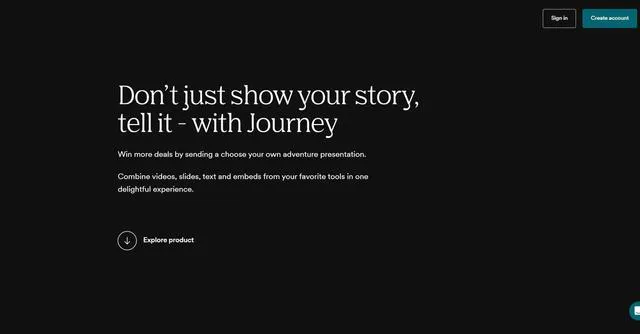 Sign in
Create account
Don’t just show your story,
tell it - with Journey
Win more deals by sending a choose your own adventure presentation.
Combine videos, slides, text and embeds from your favorite tools in one
delightful experience.
Explore product